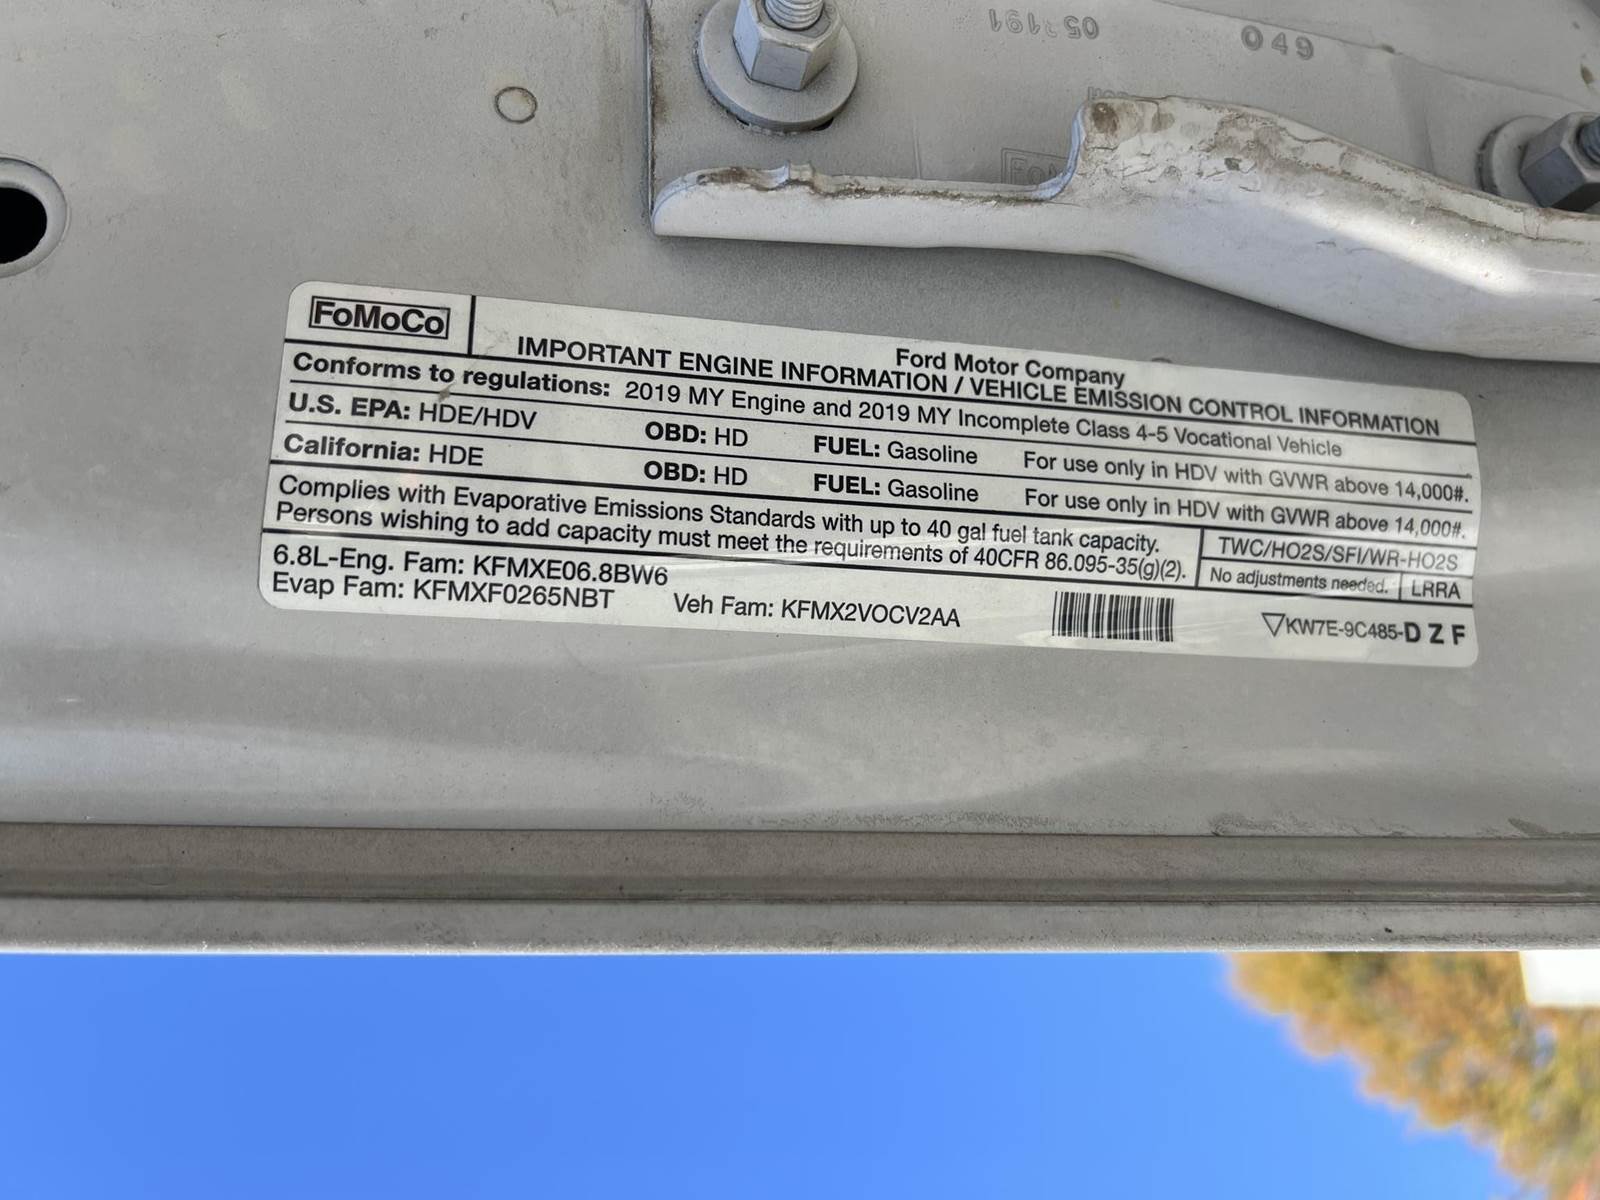 049
FoMoCo
Ford Motor Company
IMPORTANT ENGINE INFORMATION / VEHICLE EMISSION CONTROL INFORMATION
Conforms to regulations: 2019 MY Engine and 2019 MY Incomplete Class 4-5 Vocational Vehicle
U.S. EPA: HDE/HDV OBD: HD FUEL: Gasoline For use only in HDV with GVWR above 14,000#.
California: HDE OBD: HD FUEL: Gasoline For use only in HDV with GVWR above 14,000#.
Complies with Evaporative Emissions Standards with up to 40 gal fuel tank capacity.
Persons wishing to add capacity must meet the requirements of 40CFR 86.095-35(g)(2).
TWC/HO2S/SFI/WR-HO2S
No adjustments needed. LRRA
6.8L-Eng. Fam: KFMXE06.8BW6
Evap Fam: KFMXF0265NBT Veh Fam: KFMX2VOCV2AA
KW7E-9C485-D Z F